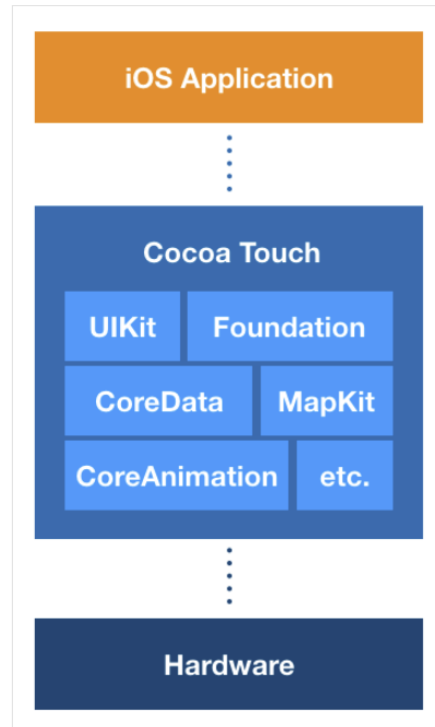 iOS Application
Cocoa Touch
UIKit Foundation
CoreData MapKit
CoreAnimation etc.
Hardware